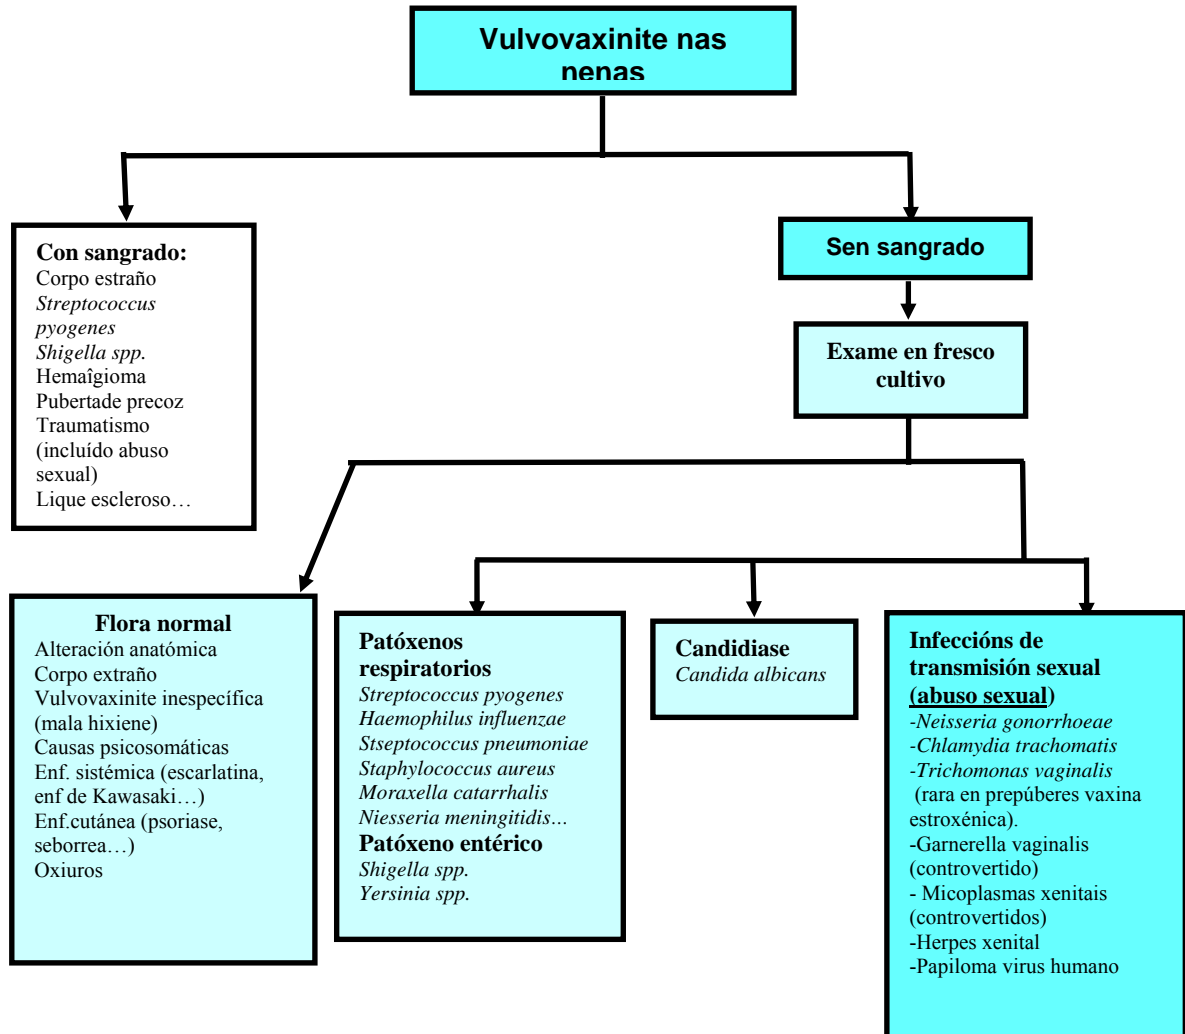 Vulvovaxinite nas
nenas
Con sangrado:
Corpo estraño
Streptococcus
pyogenes
Shigella spp.
Hemaîgioma
Pubertade precoz
Traumatismo
(incluído abuso
sexual)
Lique escleroso…
Sen sangrado
Exame en fresco
cultivo
Flora normal
Alteración anatómica
Corpo extraño
Vulvovaxinite inespecífica
(mala hixiene)
Causas psicosomáticas
Enf. sistémica (escarlatina,
enf de Kawasaki…)
Enf.cutánea (psoriase,
seborrea…)
Oxiuros
Patóxenos
respiratorios
Streptococcus pyogenes
Haemophilus influenzae
Stseptococcus pneumoniae
Staphylococcus aureus
Moraxella catarrhalis
Niesseria meningitidis…
Patóxeno entérico
Shigella spp.
Yersinia spp.
Candidiase
Candida albicans
Infeccións de
transmisión sexual
(abuso sexual)
-Neisseria gonorrhoeae
-Chlamydia trachomatis
-Trichomonas vaginalis
(rara en prepúberes vaxina
estroxénica).
-Garnerella vaginalis
(controvertido)
- Micoplasmas xenitais
(controvertidos)
-Herpes xenital
-Papiloma virus humano